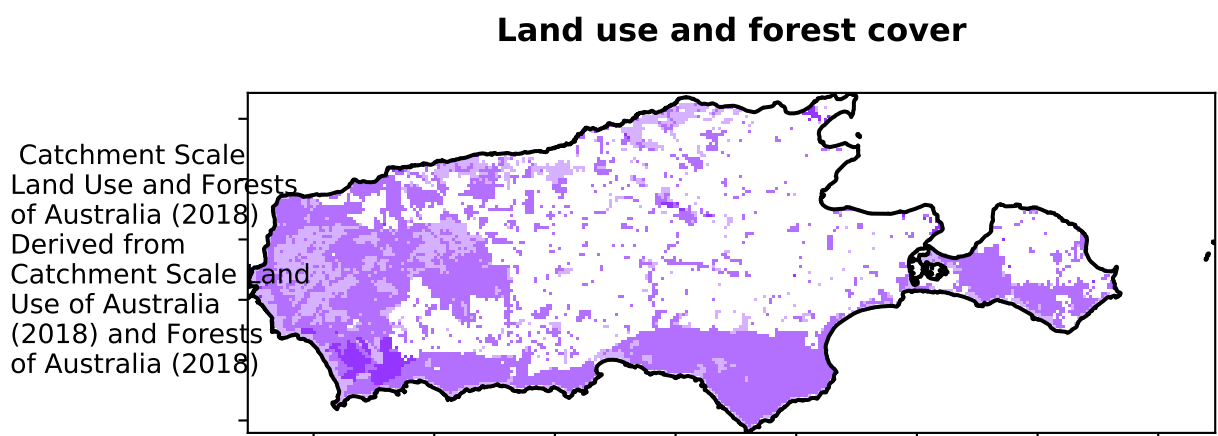 Land use and forest cover
Catchment Scale
Land Use and Forests
of Australia (2018)
Derived from
Catchment Scale Land
Use of Australia
(2018) and Forests
of Australia (2018)